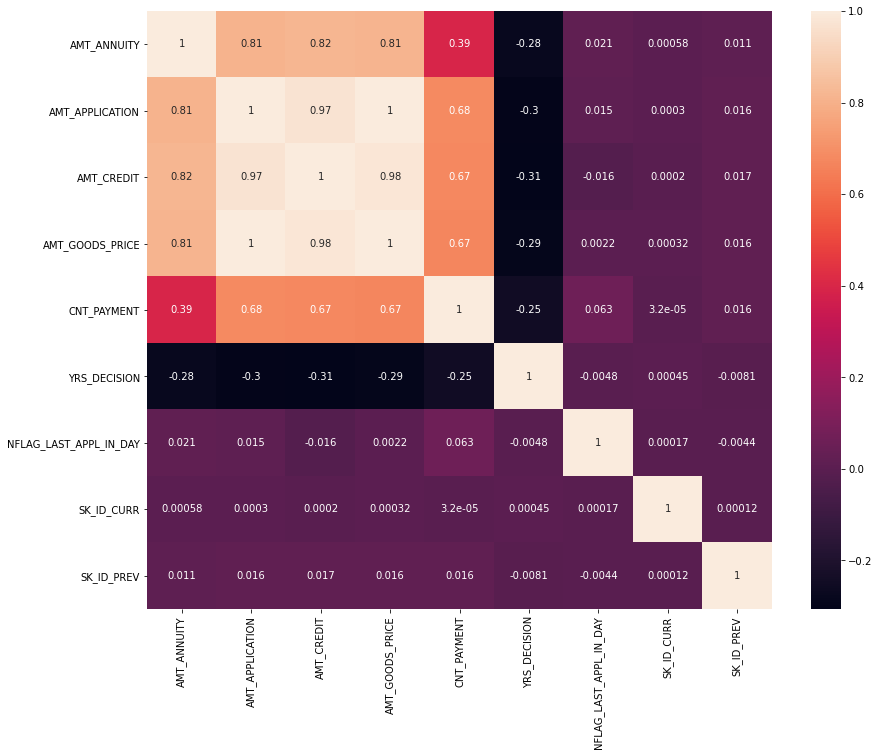 AMT_ANNUITY 1 0.81 0.82 0.81 0.39 -0.28 0.021 0.00058 0.011
AMT_APPLICATION 0.81 1 0.97 1 0.68 -0.3 0.015 0.0003 0.016
AMT_CREDIT 0.82 0.97 1 0.98 0.67 -0.31 -0.016 0.0002 0.017
AMT_GOODS_PRICE 0.81 1 0.98 1 0.67 -0.29 0.0022 0.00032 0.016
CNT_PAYMENT 0.39 0.68 0.67 0.67 1 -0.25 0.063 3.2e-05 0.016
YRS_DECISION -0.28 -0.3 -0.31 -0.29 -0.25 1 -0.0048 0.00045 -0.0081
NFLAG_LAST_APPL_IN_DAY 0.021 0.015 -0.016 0.0022 0.063 -0.0048 1 0.00017 -0.0044
SK_ID_CURR 0.00058 0.0003 0.0002 0.00032 3.2e-05 0.00045 0.00017 1 0.00012
SK_ID_PREV 0.011 0.016 0.017 0.016 0.016 -0.0081 -0.0044 0.00012 1
AMT_ANNUITY
AMT_APPLICATION
AMT_CREDIT
AMT_GOODS_PRICE
CNT_PAYMENT
YRS_DECISION
NFLAG_LAST_APPL_IN_DAY
SK_ID_CURR
SK_ID_PREV
1.0
0.8
0.6
0.4
0.2
0.0
-0.2